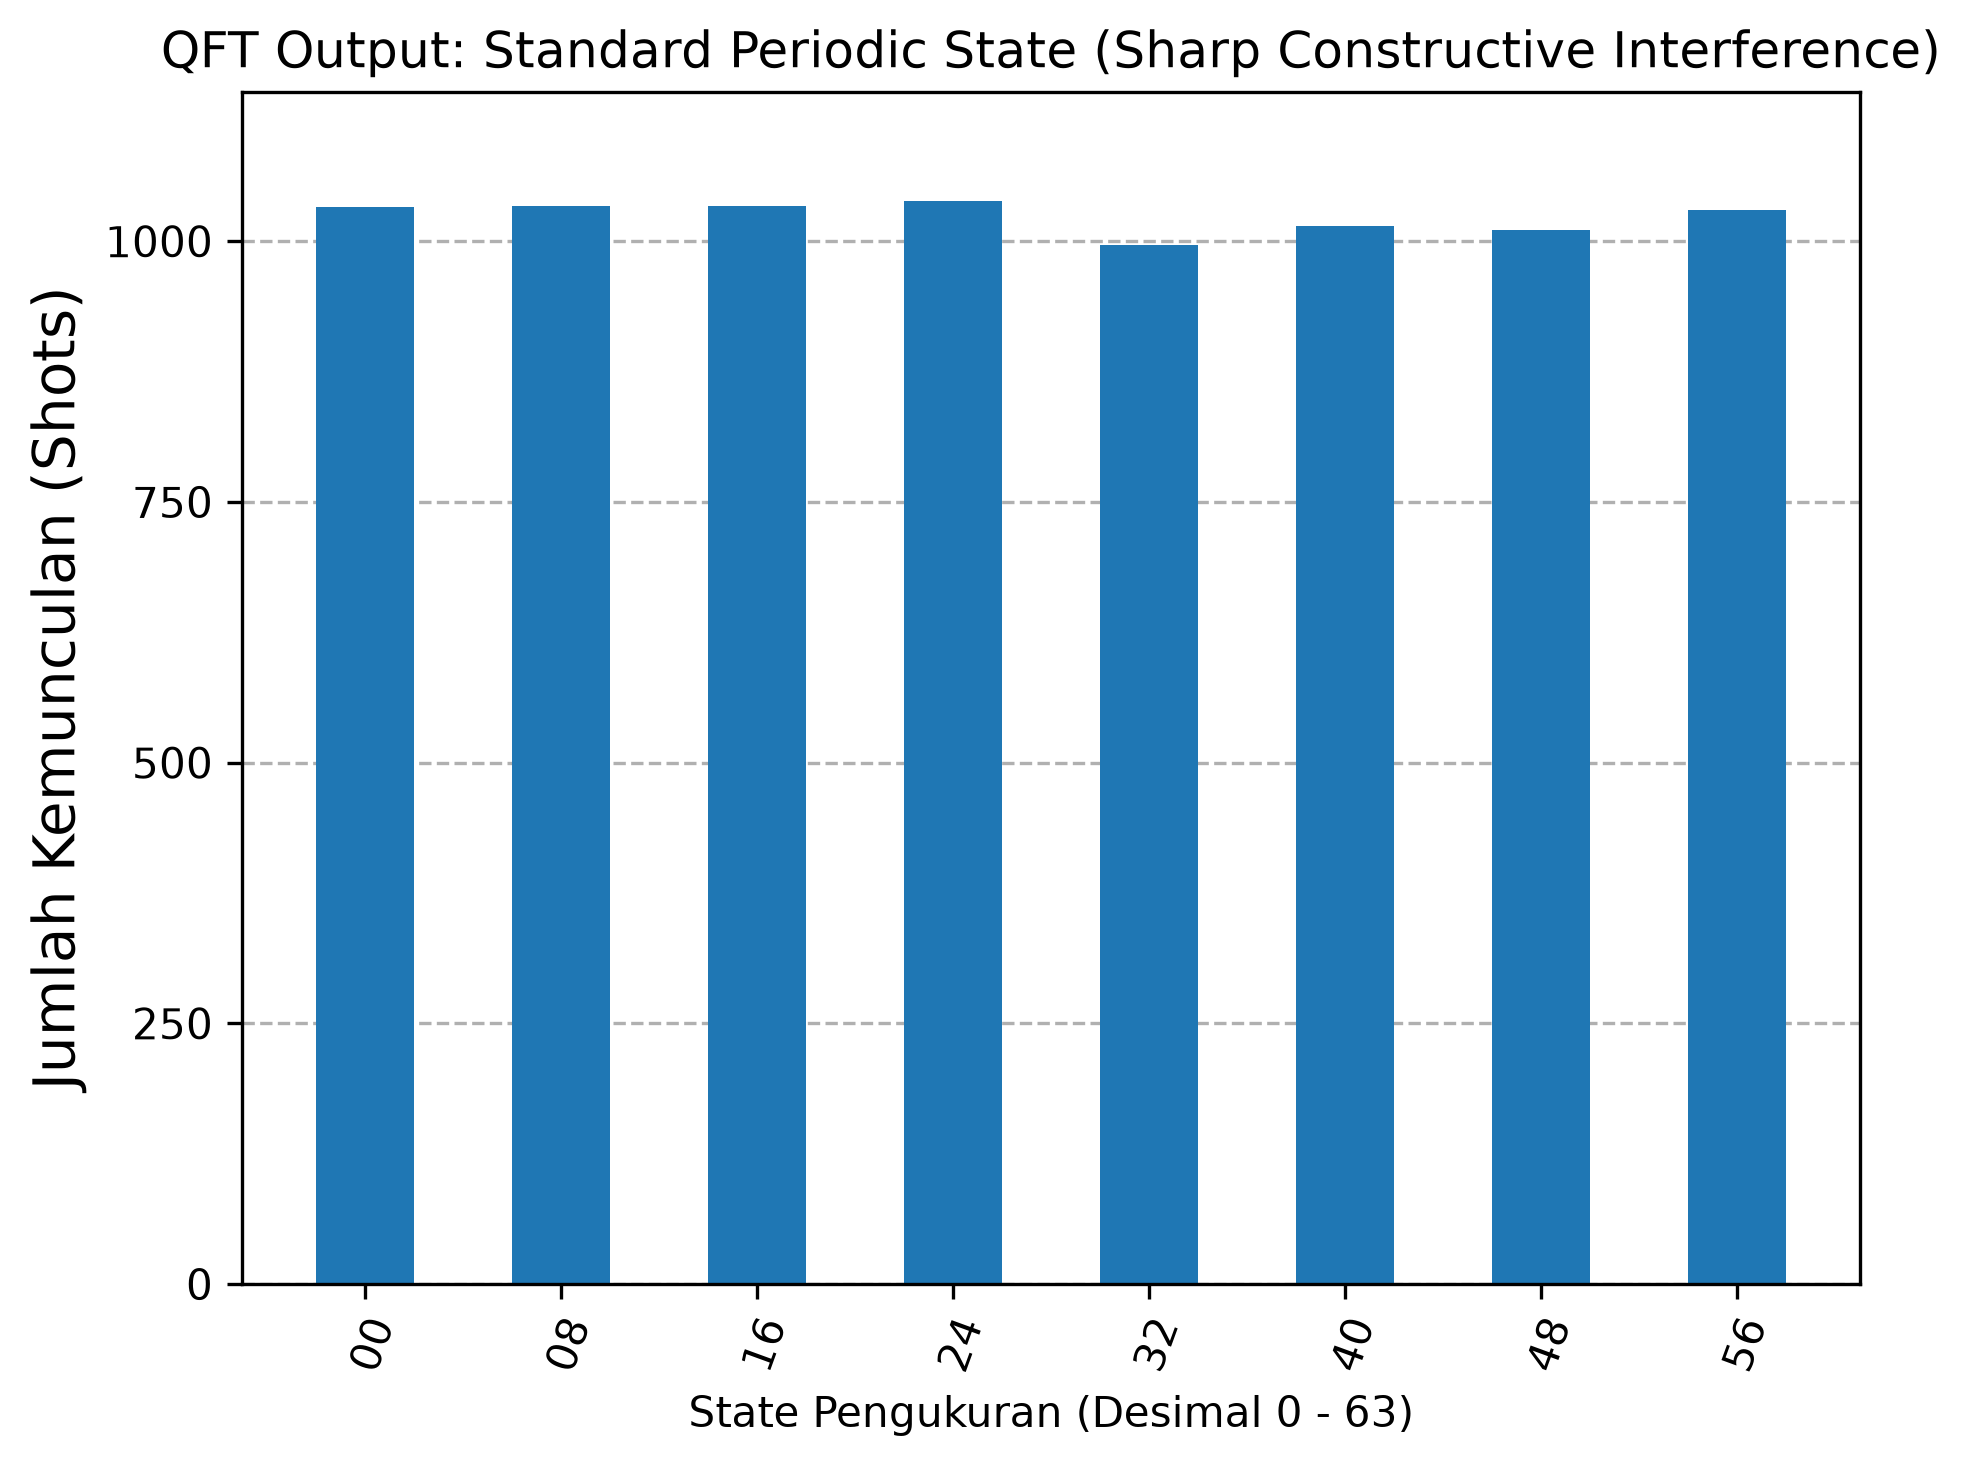 QFT Output: Standard Periodic State (Sharp Constructive Interference)
Jumlah Kemunculan (Shots)
1000
750
500
250
0
00 08 16 24 32 40 48 56
State Pengukuran (Desimal 0 - 63)